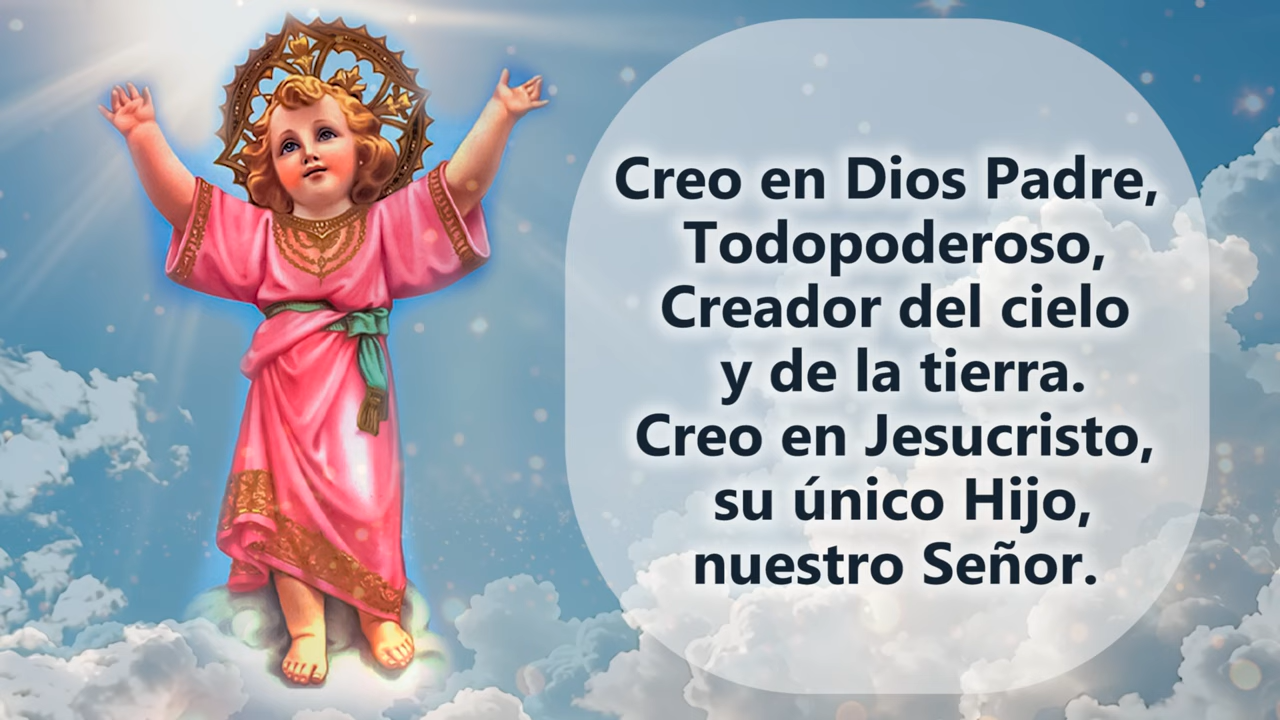 Creo en Dios Padre,
Todopoderoso,
Creador del cielo
y de la tierra.
Creo en Jesucristo,
su único Hijo,
nuestro Señor.